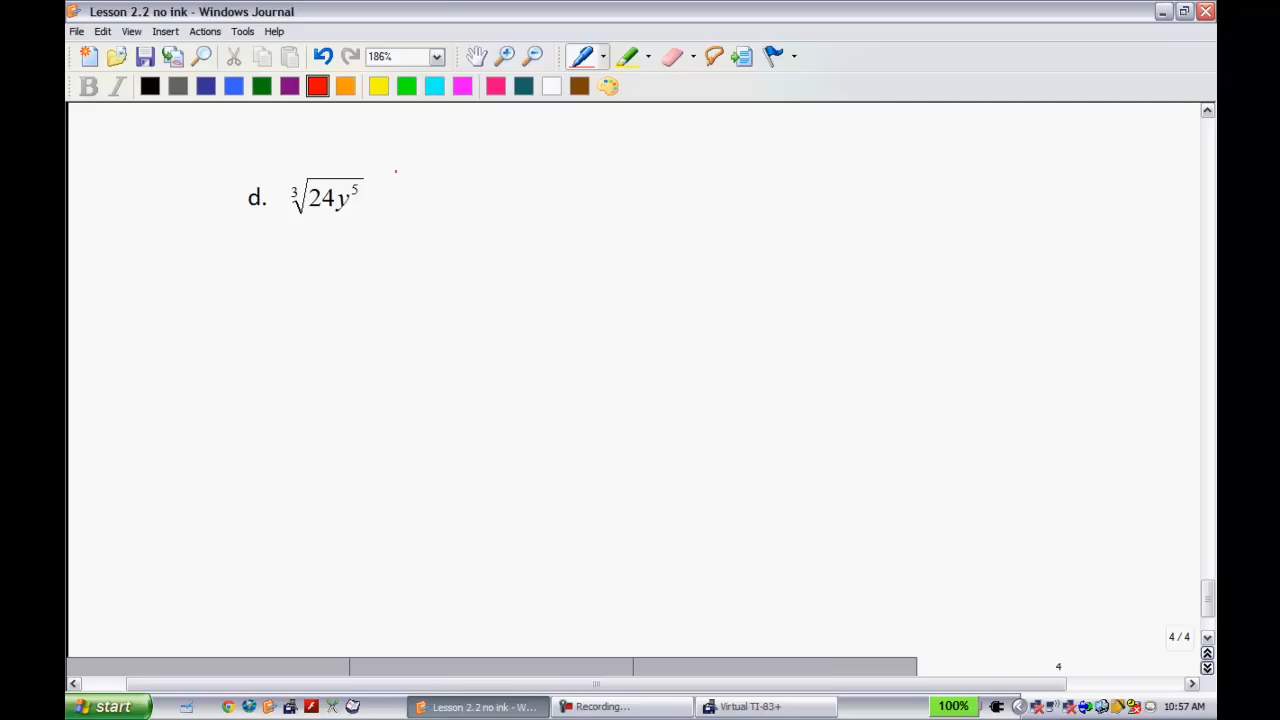 Lesson 2.2 no ink - Windows Journal
File Edit View Insert Actions Tools Help
186%
B I
d. ∛24y⁵
4 / 4
4
start Lesson 2.2 no ink - W... Recording... Virtual TI-83+ 100% 10:57 AM